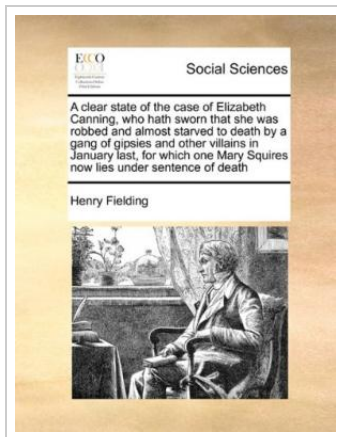 ECCO
Social Sciences
A clear state of the case of Elizabeth
Canning, who hath sworn that she was
robbed and almost starved to death by a
gang of gipsies and other villains in
January last, for which one Mary Squires
now lies under sentence of death
Henry Fielding